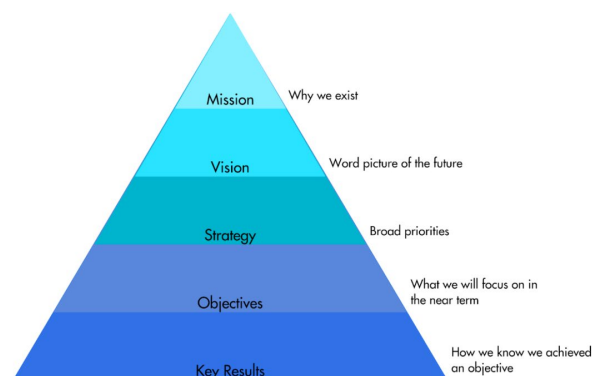 Mission
Why we exist
Vision
Word picture of the future
Strategy
Broad priorities
Objectives
What we will focus on in
the near term
Key Results
How we know we achieved
an objective